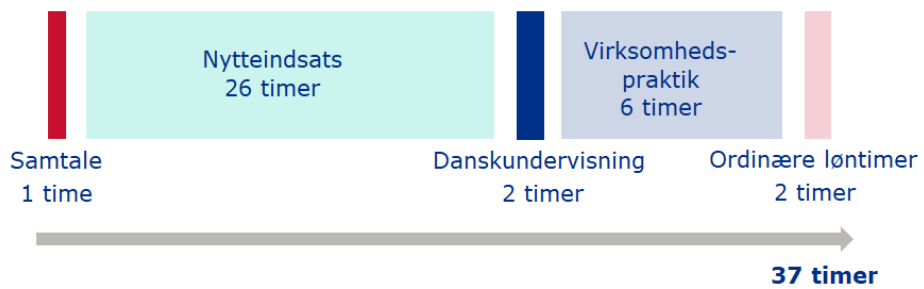 Nytteindsats
26 timer
Virksomheds-
praktik
6 timer
Samtale
1 time
Danskundervisning
2 timer
Ordinære løntimer
2 timer
37 timer